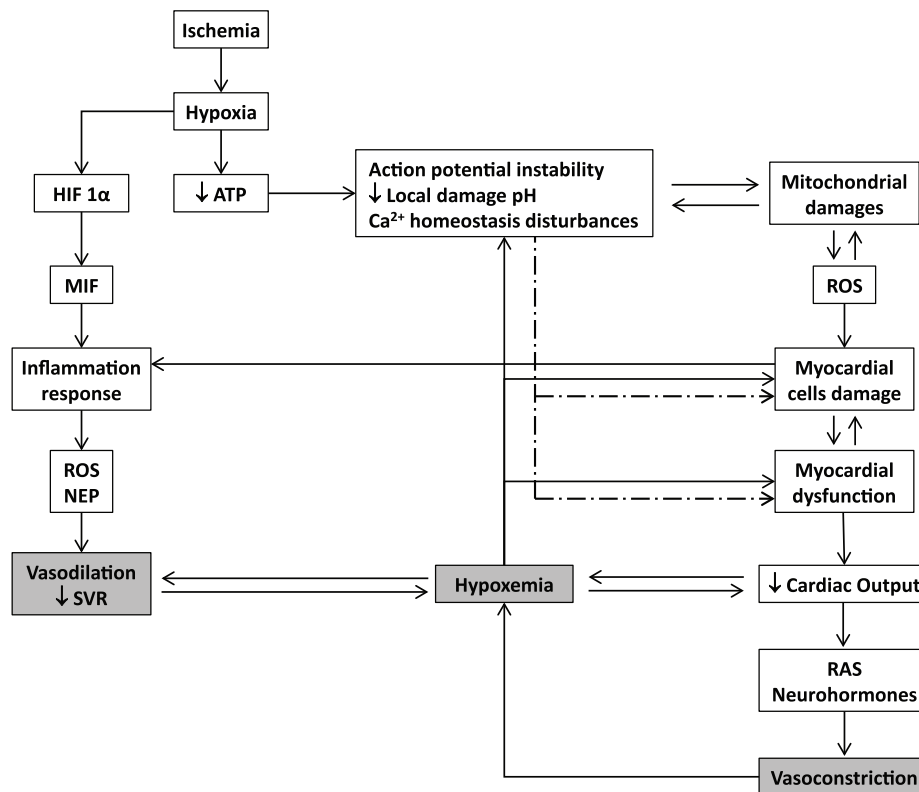 Ischemia
Hypoxia
HIF 1α
↓ ATP
Action potential instability
↓ Local damage pH
Ca²⁺ homeostasis disturbances
Mitochondrial
damages
MIF
ROS
Inflammation
response
Myocardial
cells damage
ROS
NEP
Myocardial
dysfunction
Vasodilation
↓ SVR
Hypoxemia
↓ Cardiac Output
RAS
Neurohormones
Vasoconstriction